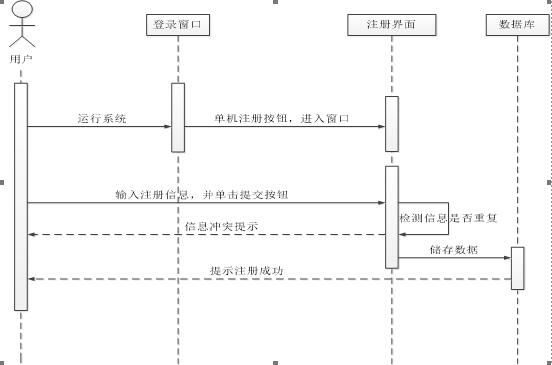 登录窗口
注册界面
数据库
用户
运行系统
单机注册按钮，进入窗口
输入注册信息，并单击提交按钮
检测信息是否重复
信息冲突提示
储存数据
提示注册成功